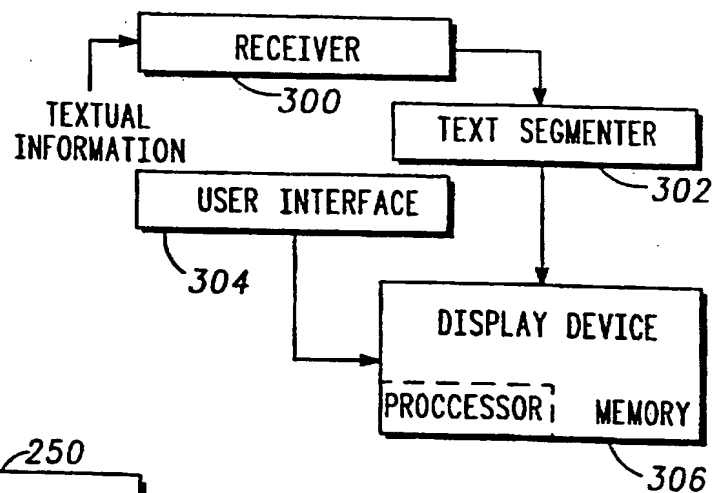 RECEIVER
300
TEXTUAL
INFORMATION
TEXT SEGMENTER
302
USER INTERFACE
304
DISPLAY DEVICE
PROCCESSOR
MEMORY
306
250